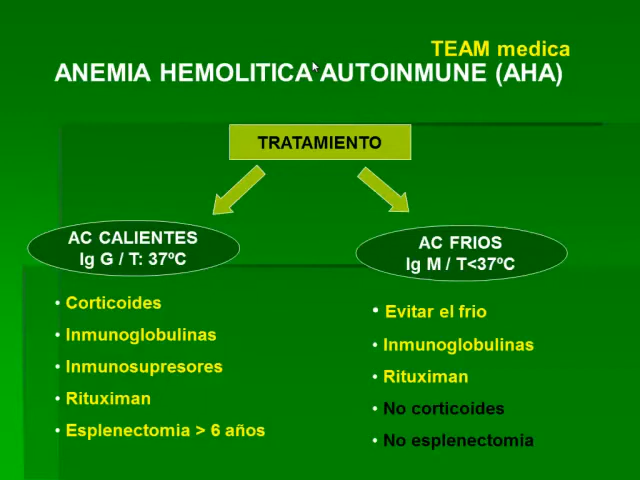 TEAM medica
ANEMIA HEMOLITICA AUTOINMUNE (AHA)
TRATAMIENTO
AC CALIENTES
Ig G / T: 37ºC
• Corticoides
• Inmunoglobulinas
• Inmunosupresores
• Rituximan
• Esplenectomia > 6 años
AC FRIOS
Ig M / T<37ºC
• Evitar el frio
• Inmunoglobulinas
• Rituximan
• No corticoides
• No esplenectomia